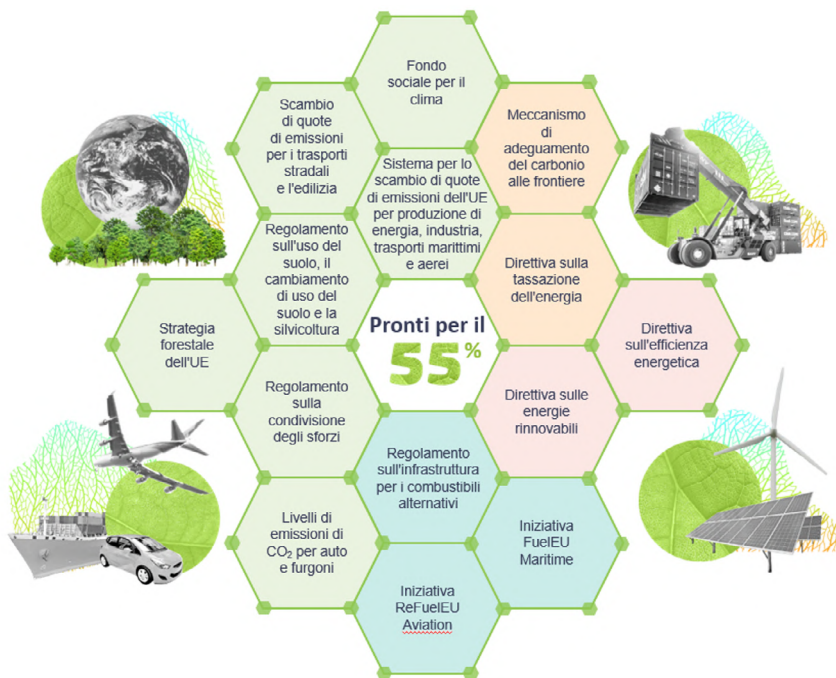 Fondo
sociale per il
clima
Scambio
di quote
di emissioni
per i trasporti
stradali
e l'edilizia
Meccanismo
di
adeguamento
del carbonio
alle frontiere
Sistema per lo
scambio di quote
di emissioni dell'UE
per produzione di
energia, industria,
trasporti marittimi
e aerei
Regolamento
sull'uso del
suolo, il
cambiamento
di uso del
suolo e la
silvicoltura
Direttiva sulla
tassazione
dell'energia
Strategia
forestale
dell'UE
Pronti per il
55%
Direttiva
sull'efficienza
energetica
Regolamento
sulla
condivisione
degli sforzi
Direttiva sulle
energie
rinnovabili
Regolamento
sull'infrastruttura
per i combustibili
alternativi
Livelli di
emissioni di
CO₂ per auto
e furgoni
Iniziativa
FuelEU
Maritime
Iniziativa
ReFuelEU
Aviation